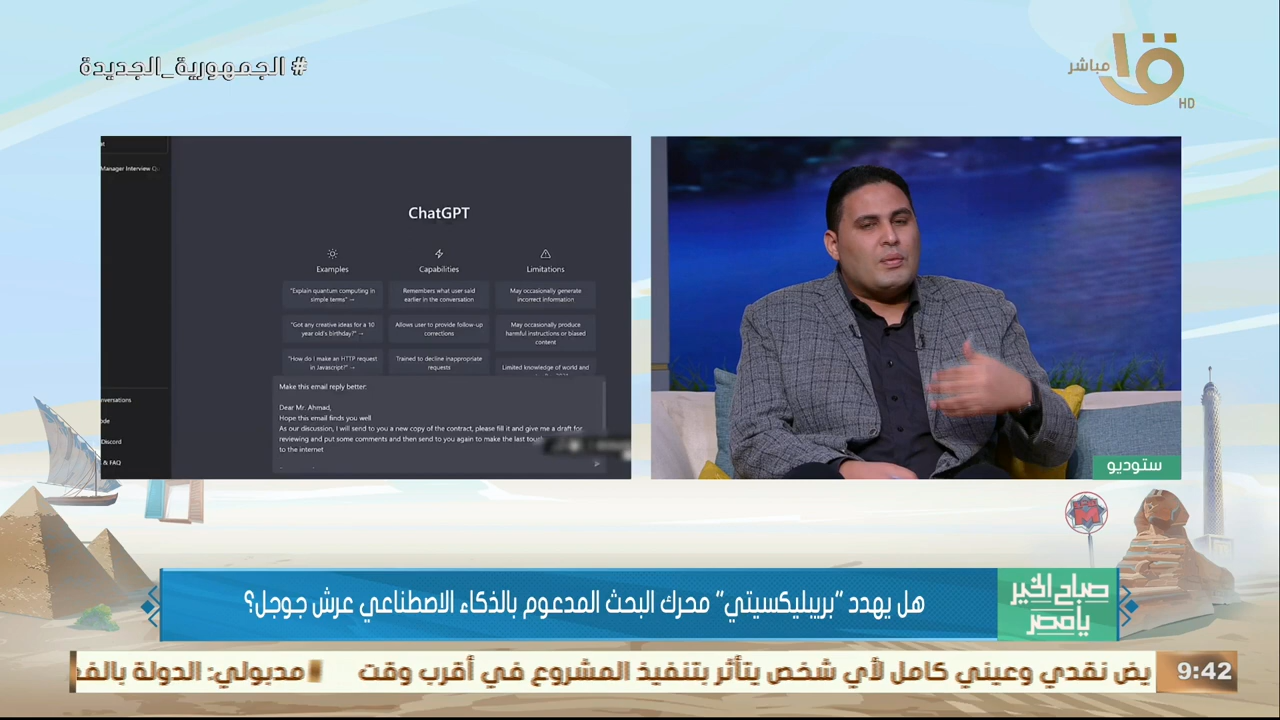 #الجمهورية_الجديدة
مباشر
HD
Manager Interview Qu
ChatGPT
Examples
Capabilities
Limitations
"Explain quantum computing in
simple terms" →
Remembers what user said
earlier in the conversation
May occasionally generate
incorrect information
"Got any creative ideas for a 10
year old's birthday?" →
Allows user to provide follow-up
corrections
May occasionally produce
harmful instructions or biased
content
"How do I make an HTTP request
in Javascript?" →
Trained to decline inappropriate
requests
Limited knowledge of world and
Make this email reply better:
Dear Mr. Ahmad,
Hope this email finds you well
As our discussion, I will send to you a new copy of the contract, please fill it and give me a draft for
reviewing and put some comments and then send to you again to make the last touch
to the internet
nversations
ode
Discord
& FAQ
ستوديو
صباح الخير
يا مصر
هل يهدد "بربيليكسيتي" محرك البحث المدعوم بالذكاء الاصطناعي عرش جوجل؟
9:42
يض نقدي وعيني كامل لأي شخص يتأثر بتنفيذ المشروع في أقرب وقت
مدبولي: الدولة بالفع